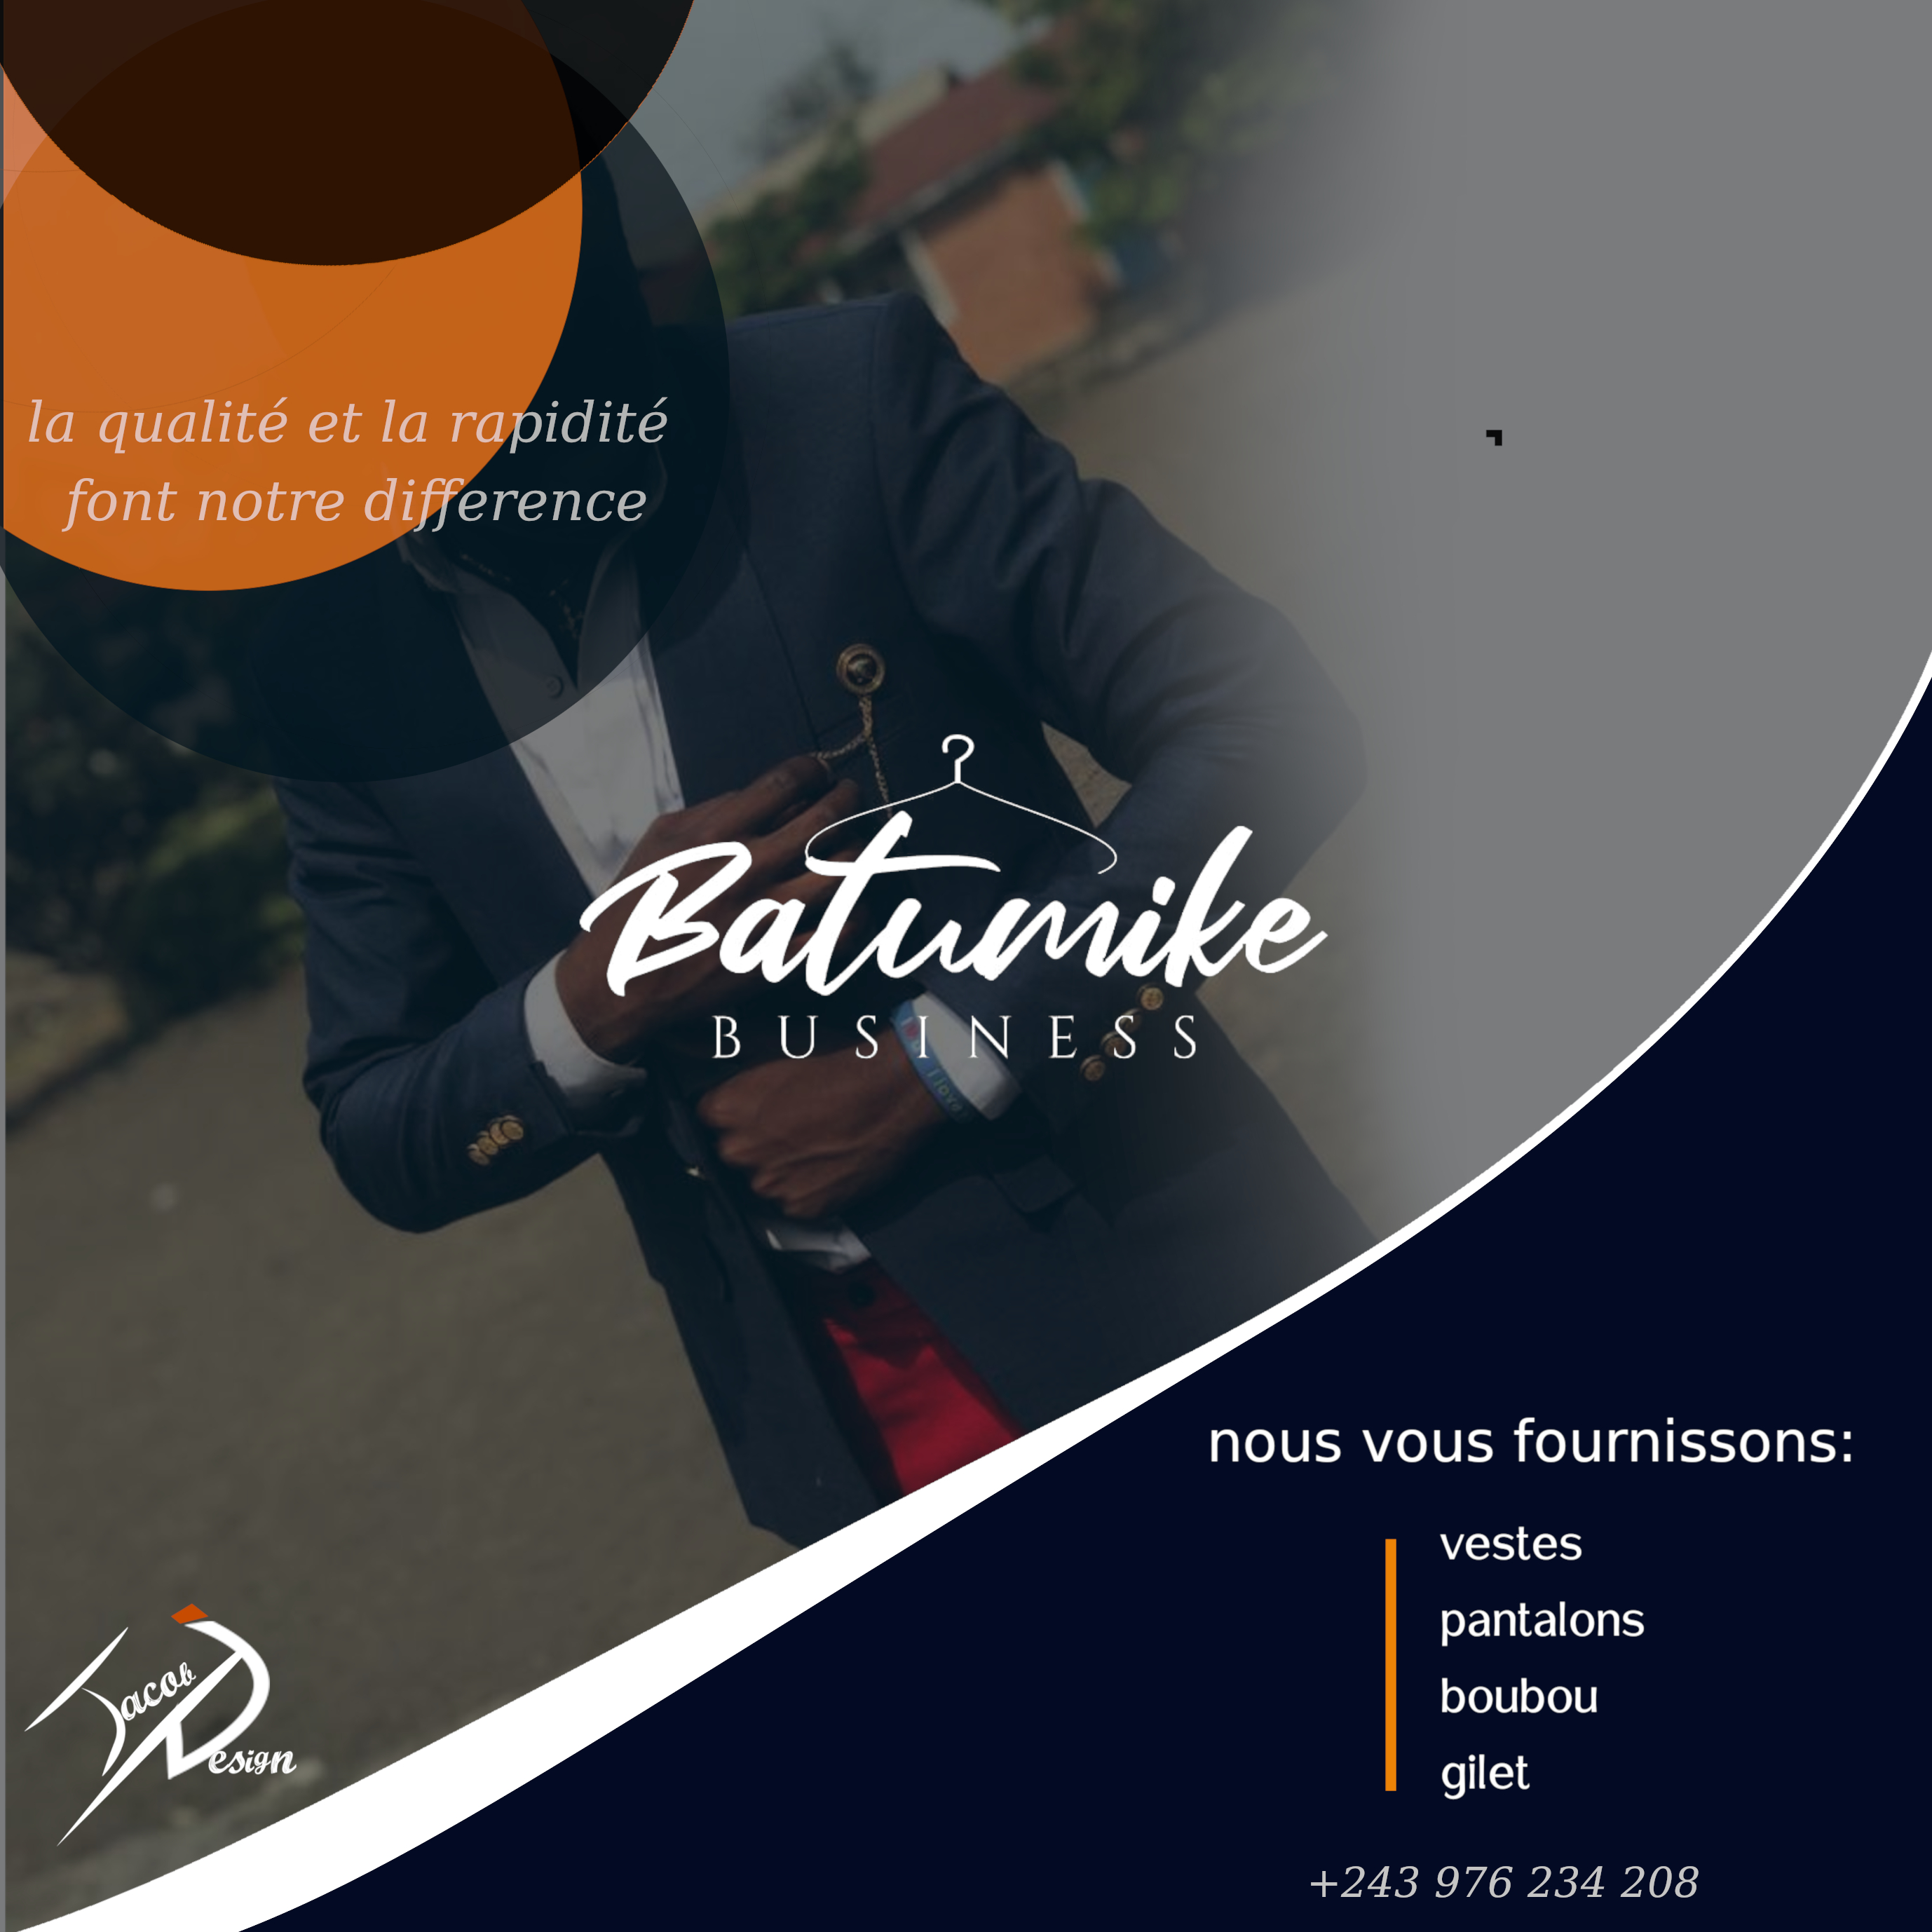 la qualité et la rapidité
font notre difference
Batumike
BUSINESS
I love
nous vous fournissons:
vestes
pantalons
boubou
gilet
Jacob
Design
+243 976 234 208